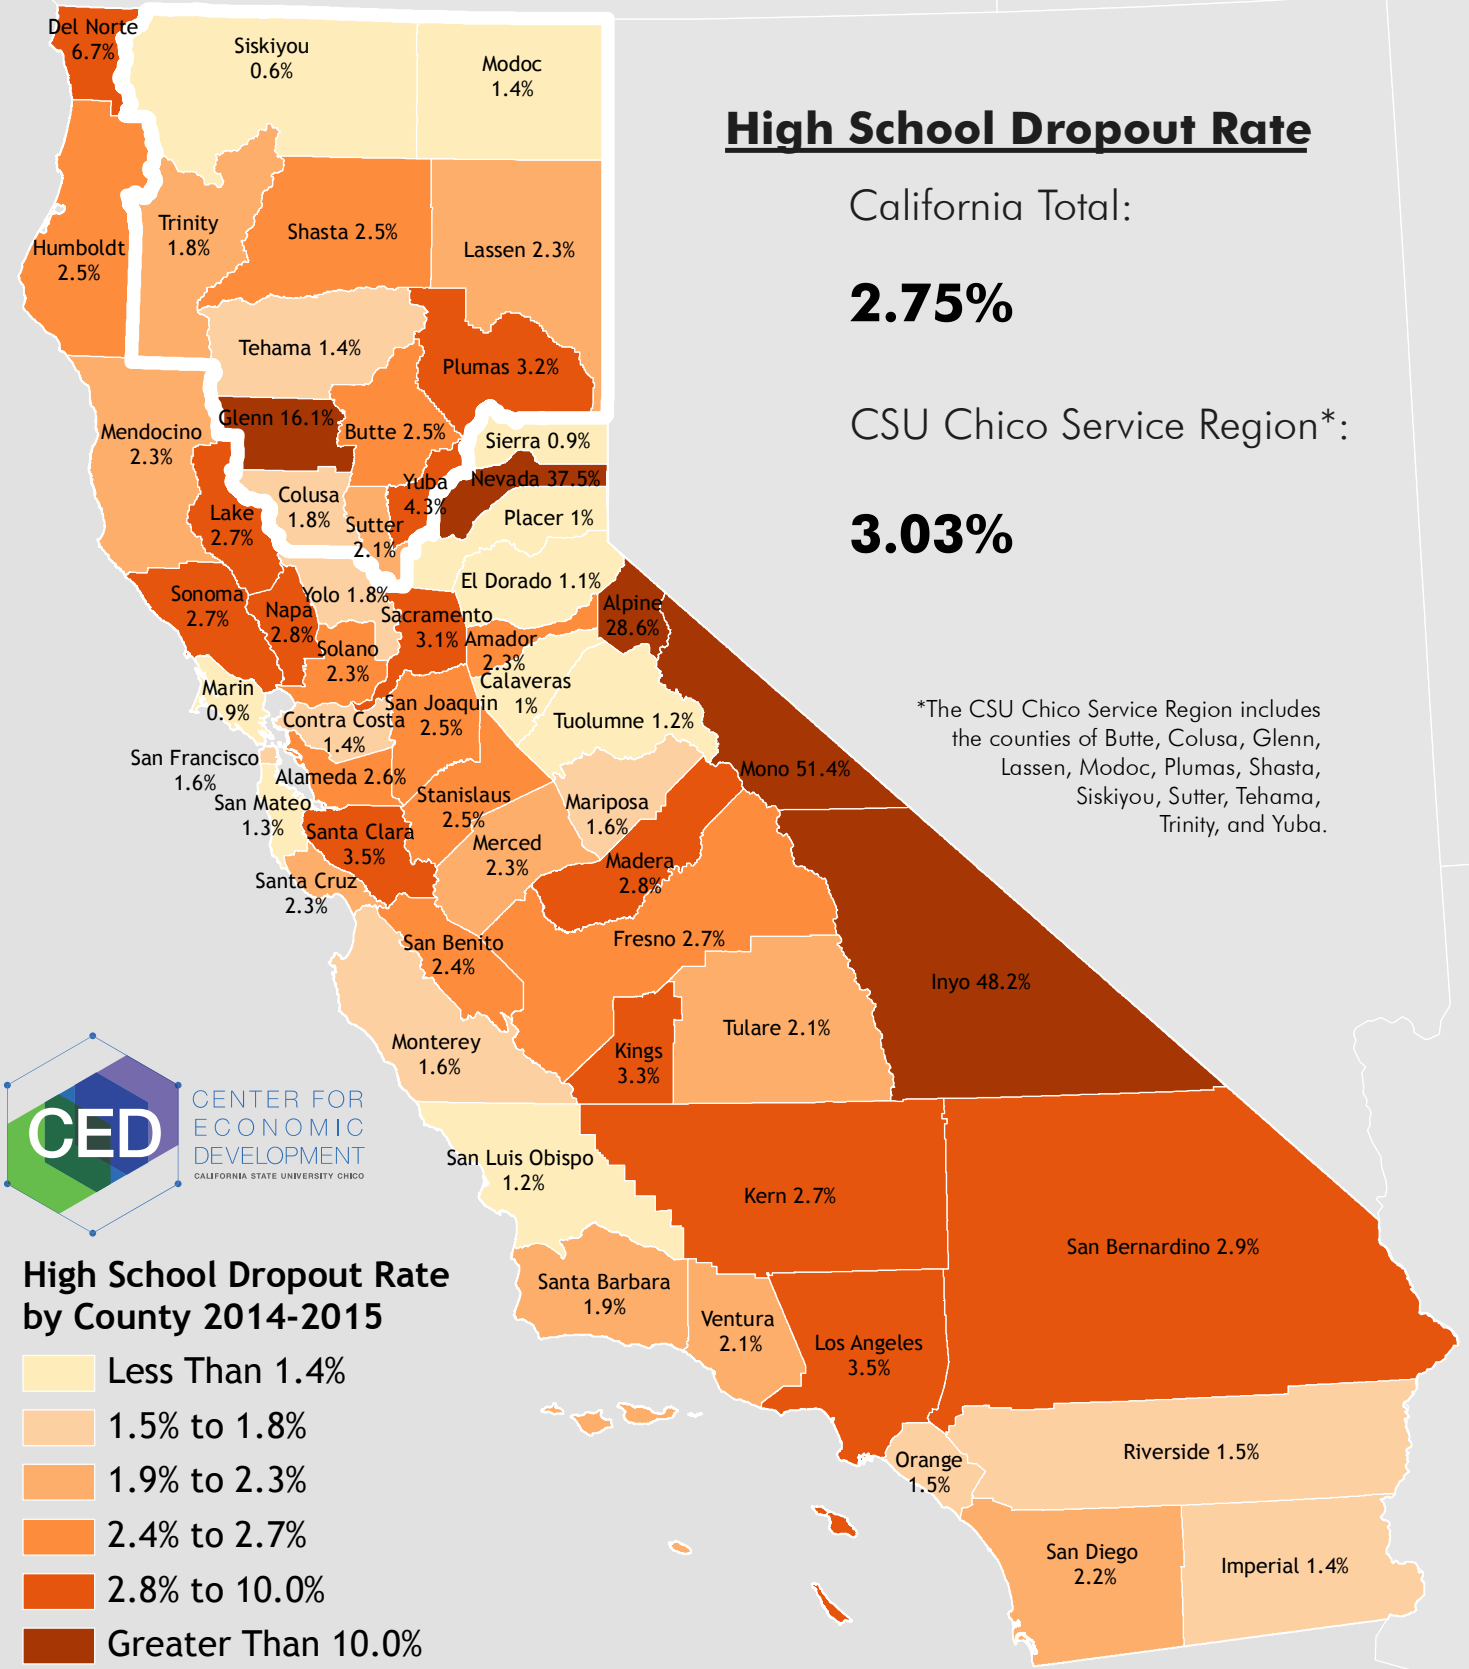 Del Norte
6.7%
Siskiyou
0.6%
Modoc
1.4%
High School Dropout Rate
California Total:
2.75%
CSU Chico Service Region*:
3.03%
*The CSU Chico Service Region includes
the counties of Butte, Colusa, Glenn,
Lassen, Modoc, Plumas, Shasta,
Siskiyou, Sutter, Tehama,
Trinity, and Yuba.
Humboldt
2.5%
Trinity
1.8%
Shasta 2.5%
Lassen 2.3%
Tehama 1.4%
Plumas 3.2%
Mendocino
2.3%
Glenn 16.1%
Butte 2.5%
Sierra 0.9%
Nevada 37.5%
Yuba
4.3%
Colusa
1.8%
Sutter
2.1%
Placer 1%
Lake
2.7%
El Dorado 1.1%
Sonoma
2.7%
Napa
2.8%
Yolo 1.8%
Sacramento
3.1%
Amador
2.3%
Alpine
28.6%
Solano
2.3%
Calaveras
1%
Marin
0.9%
Contra Costa
1.4%
San Joaquin
2.5%
Tuolumne 1.2%
San Francisco
1.6%
Alameda 2.6%
Mono 51.4%
San Mateo
1.3%
Stanislaus
2.5%
Mariposa
1.6%
Santa Clara
3.5%
Merced
2.3%
Madera
2.8%
Santa Cruz
2.3%
San Benito
2.4%
Fresno 2.7%
Inyo 48.2%
Monterey
1.6%
Kings
3.3%
Tulare 2.1%
San Luis Obispo
1.2%
Kern 2.7%
San Bernardino 2.9%
Santa Barbara
1.9%
Ventura
2.1%
Los Angeles
3.5%
Orange
1.5%
Riverside 1.5%
San Diego
2.2%
Imperial 1.4%
CED
CENTER FOR
ECONOMIC
DEVELOPMENT
CALIFORNIA STATE UNIVERSITY CHICO
High School Dropout Rate
by County 2014-2015
Less Than 1.4%
1.5% to 1.8%
1.9% to 2.3%
2.4% to 2.7%
2.8% to 10.0%
Greater Than 10.0%